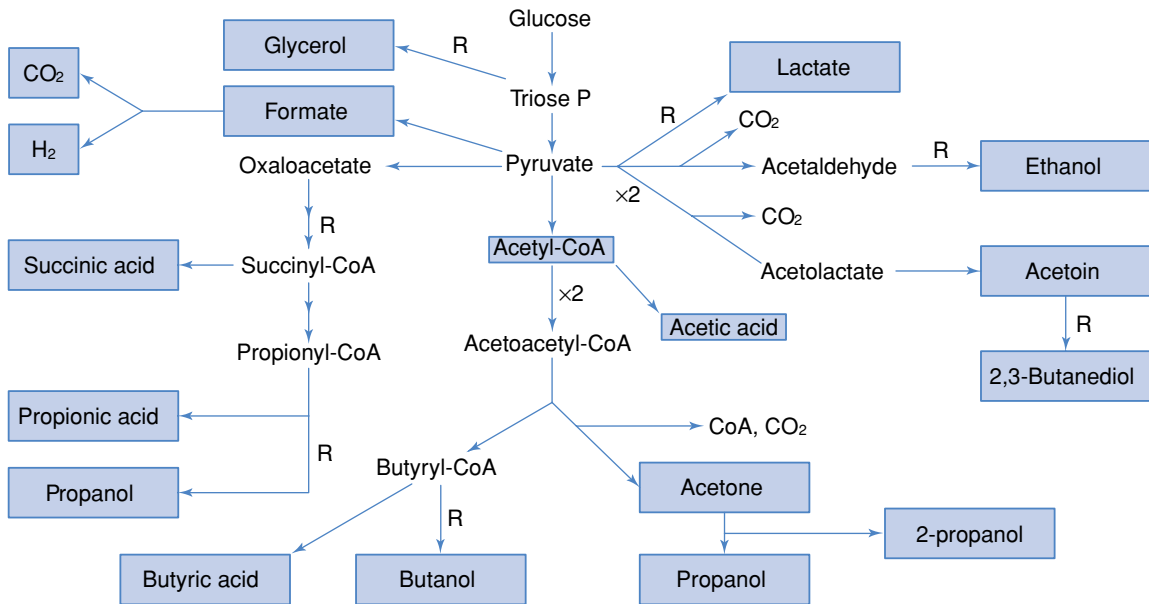 Glucose
Glycerol
R
CO₂
Lactate
Triose P
Formate
R
CO₂
H₂
Oxaloacetate
Pyruvate
Acetaldehyde
R
Ethanol
×2
R
CO₂
Succinic acid
Succinyl-CoA
Acetyl-CoA
Acetolactate
Acetoin
×2
Acetic acid
R
Propionyl-CoA
Acetoacetyl-CoA
2,3-Butanediol
Propionic acid
CoA, CO₂
R
Butyryl-CoA
Propanol
Acetone
R
2-propanol
Butyric acid
Butanol
Propanol